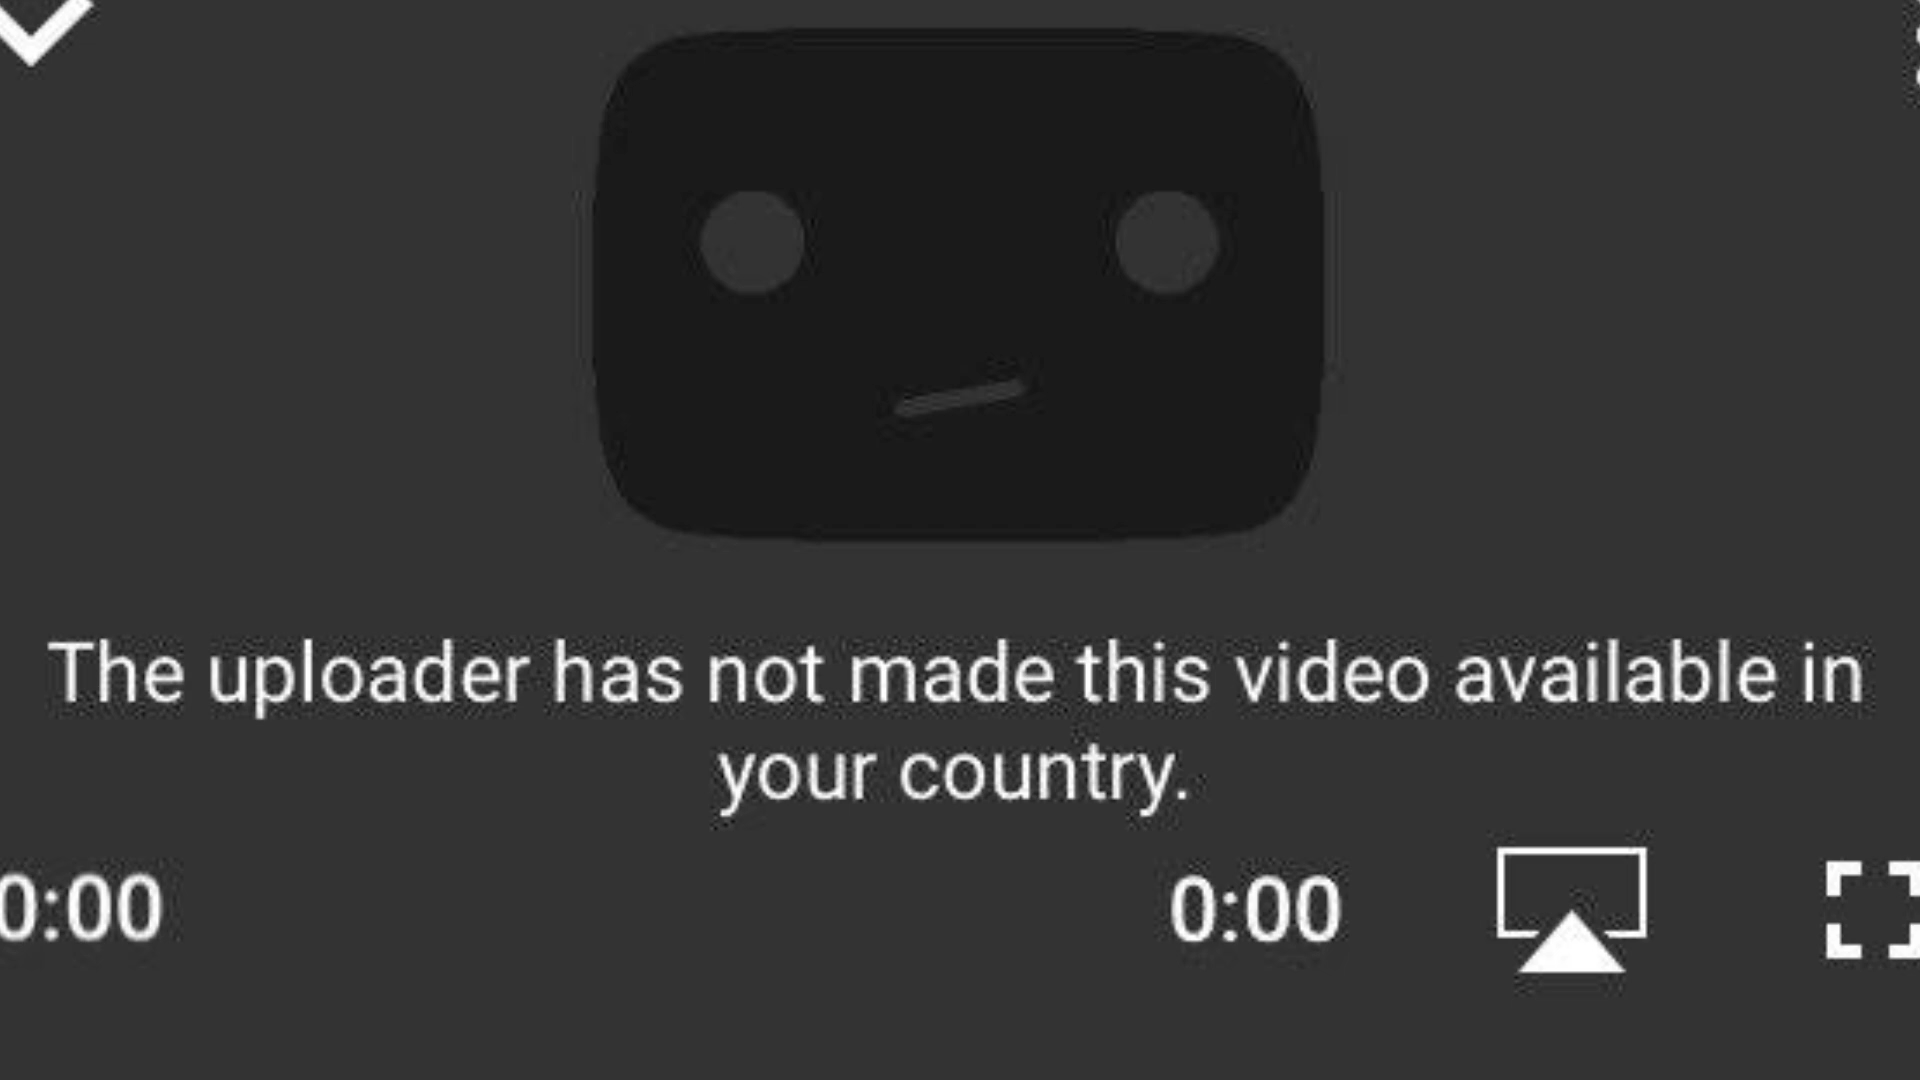 The uploader has not made this video available in
your country.
0:00 0:00